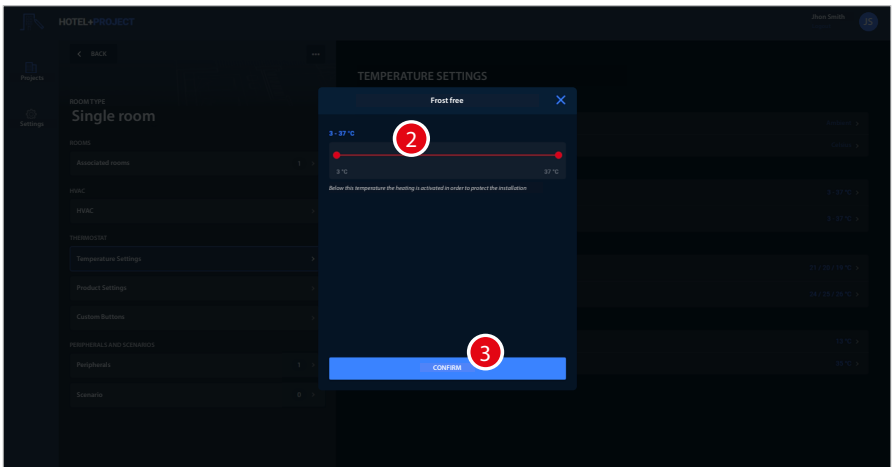 HOTEL+PROJECT
Jhon Smith
JS
BACK
Projects
TEMPERATURE SETTINGS
ROOM TYPE
Single room
Settings
ROOMS
Associated rooms 1
HVAC
HVAC
THERMOSTAT
Temperature Settings
Product Settings
Custom Buttons
PERIPHERALS AND SCENARIOS
Peripherals 1
Scenario 0
Frost free
3 - 37 °C
2
3 °C 37 °C
Below this temperature the heating is activated in order to protect the installation
3
CONFIRM